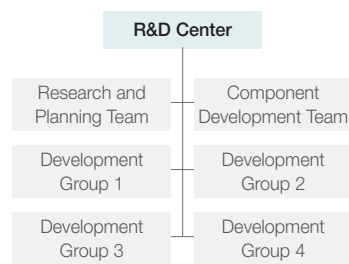 R&D Center
Research and
Planning Team
Component
Development Team
Development
Group 1
Development
Group 2
Development
Group 3
Development
Group 4